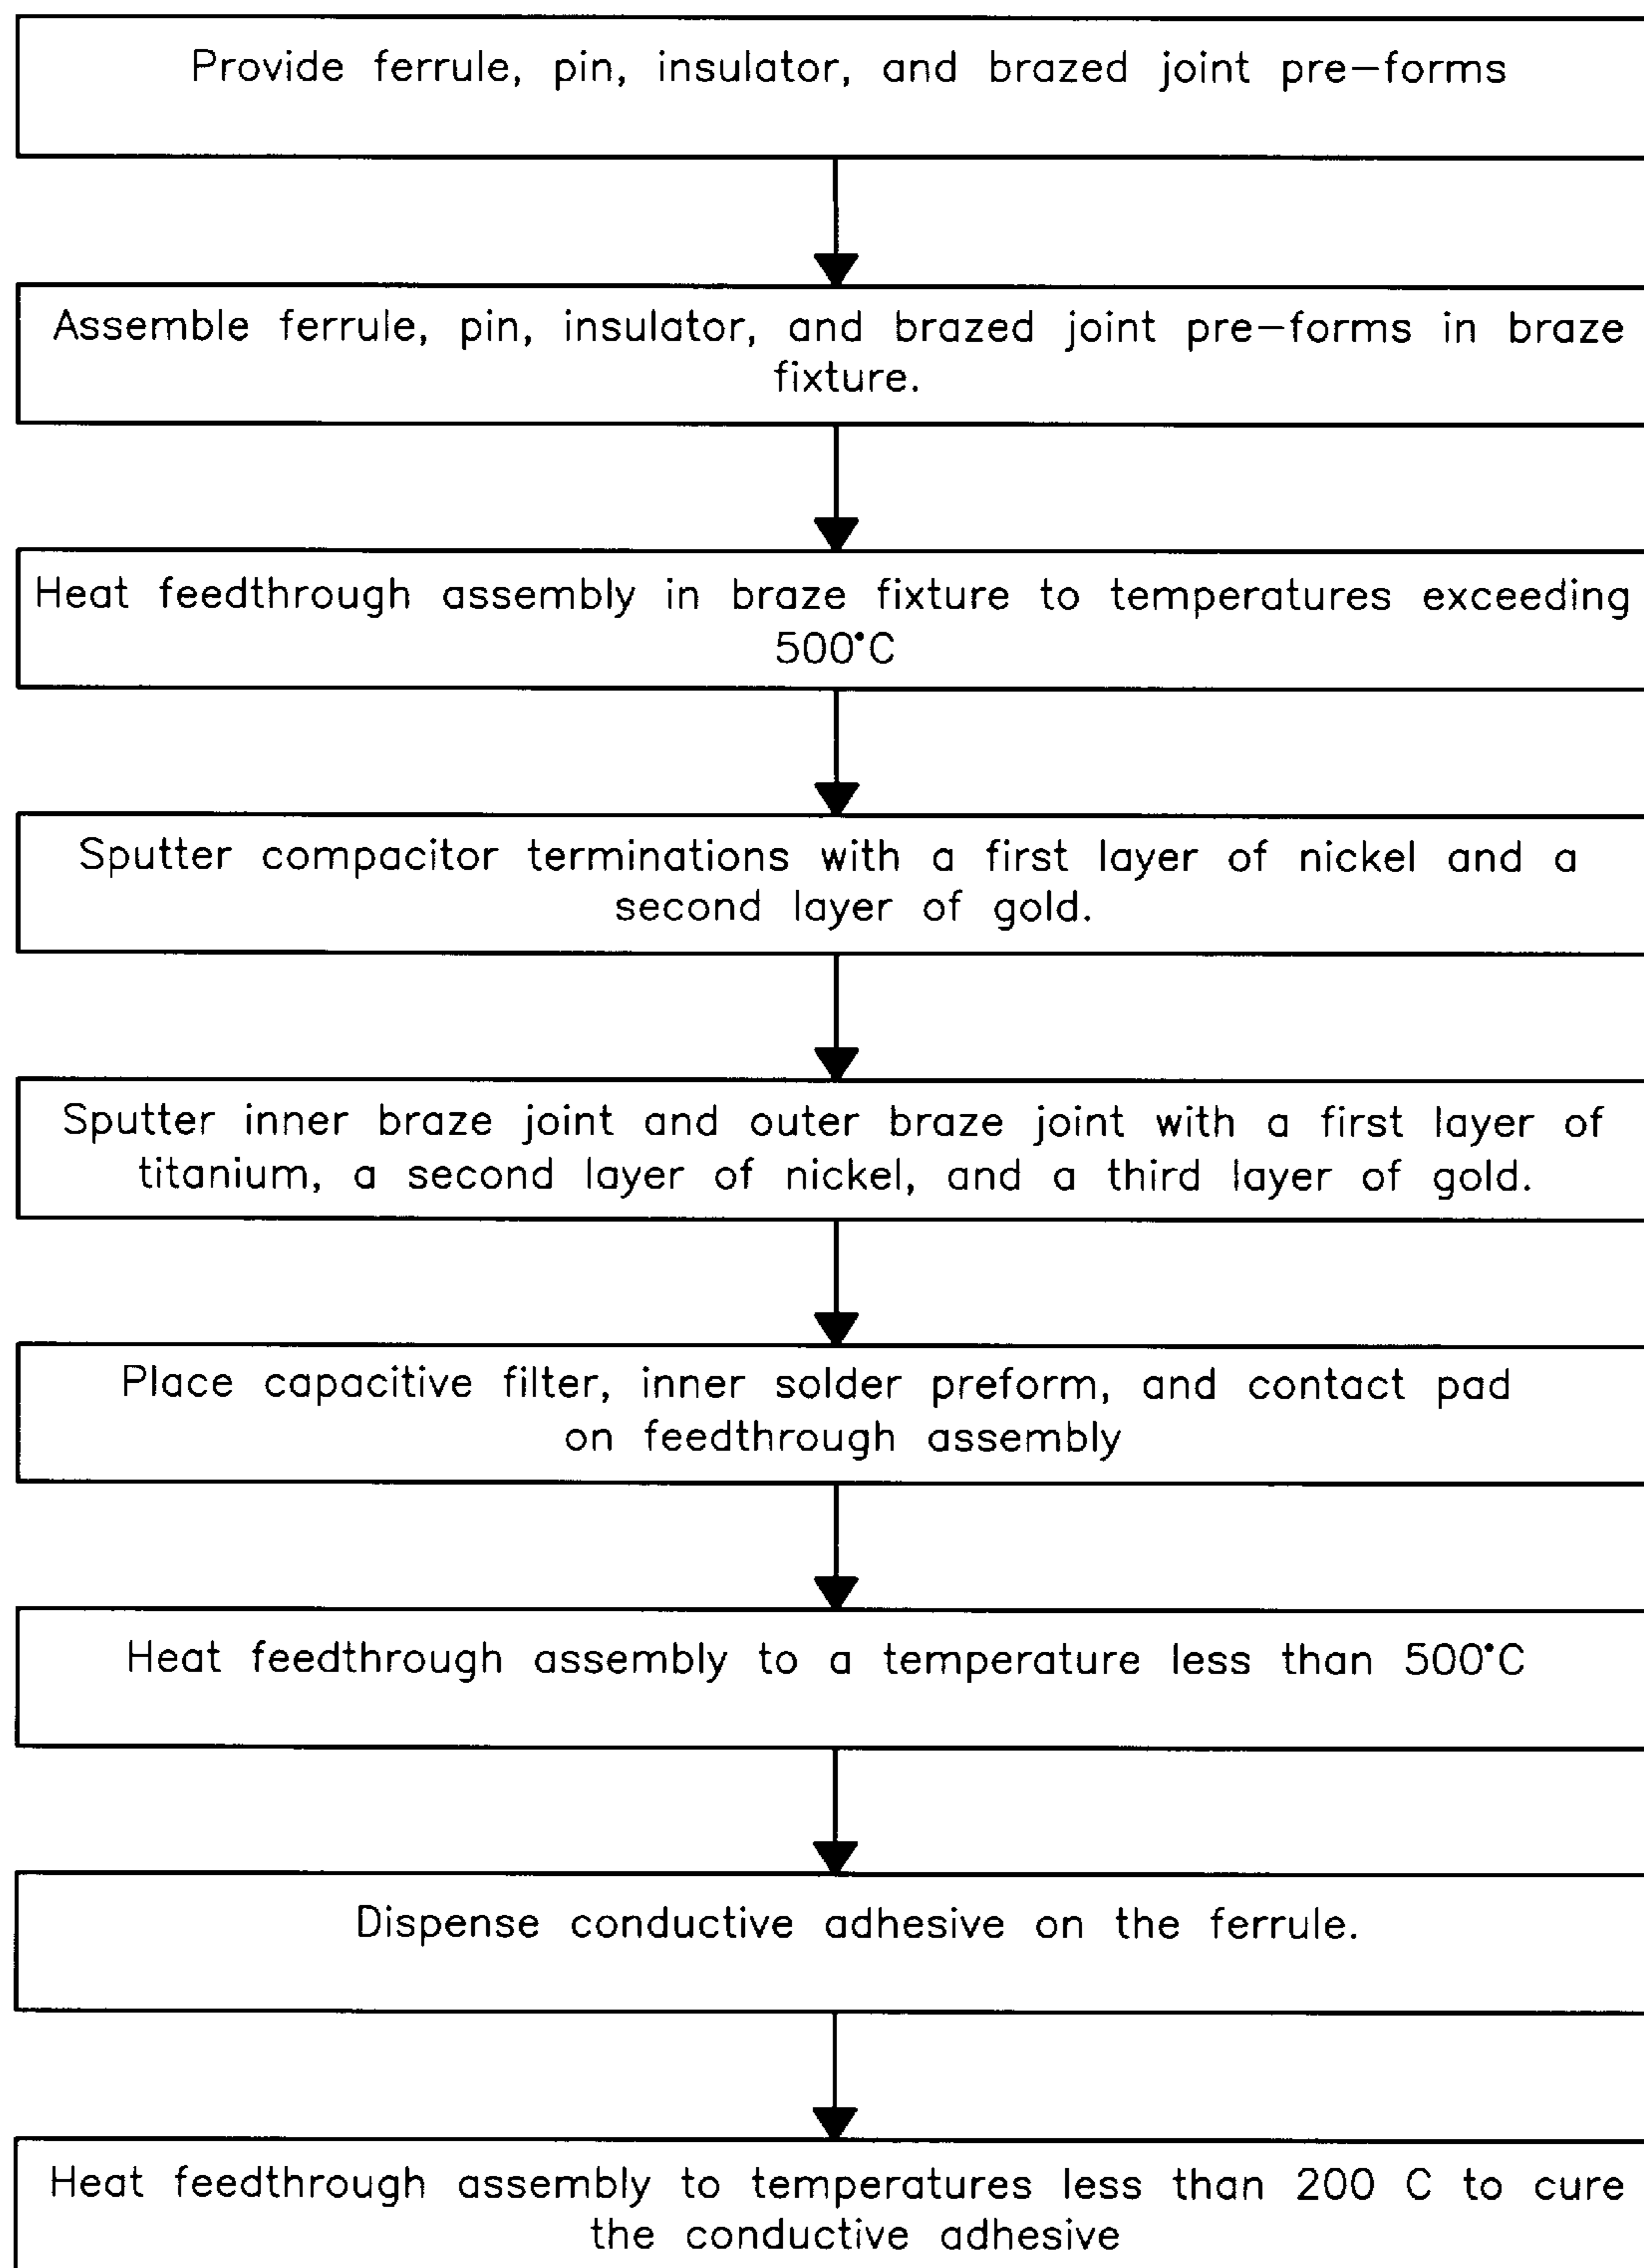 Provide ferrule, pin, insulator, and brazed joint pre-forms
Assemble ferrule, pin, insulator, and brazed joint pre-forms in braze
fixture.
Heat feedthrough assembly in braze fixture to temperatures exceeding
500°C
Sputter compacitor terminations with a first layer of nickel and a
second layer of gold.
Sputter inner braze joint and outer braze joint with a first layer of
titanium, a second layer of nickel, and a third layer of gold.
Place capacitive filter, inner solder preform, and contact pad
on feedthrough assembly
Heat feedthrough assembly to a temperature less than 500°C
Dispense conductive adhesive on the ferrule.
Heat feedthrough assembly to temperatures less than 200 C to cure
the conductive adhesive